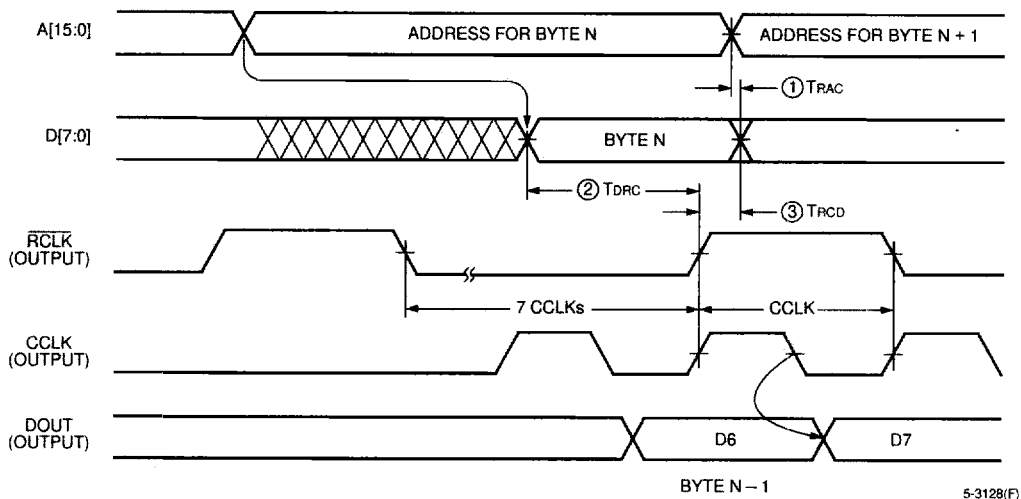 A[15:0]
ADDRESS FOR BYTE N
ADDRESS FOR BYTE N + 1
① TRAC
D[7:0]
BYTE N
② TDRC
③ TRCD
RCLK
(OUTPUT)
7 CCLKs
CCLK
CCLK
(OUTPUT)
DOUT
(OUTPUT)
D6
D7
BYTE N – 1
5-3128(F)